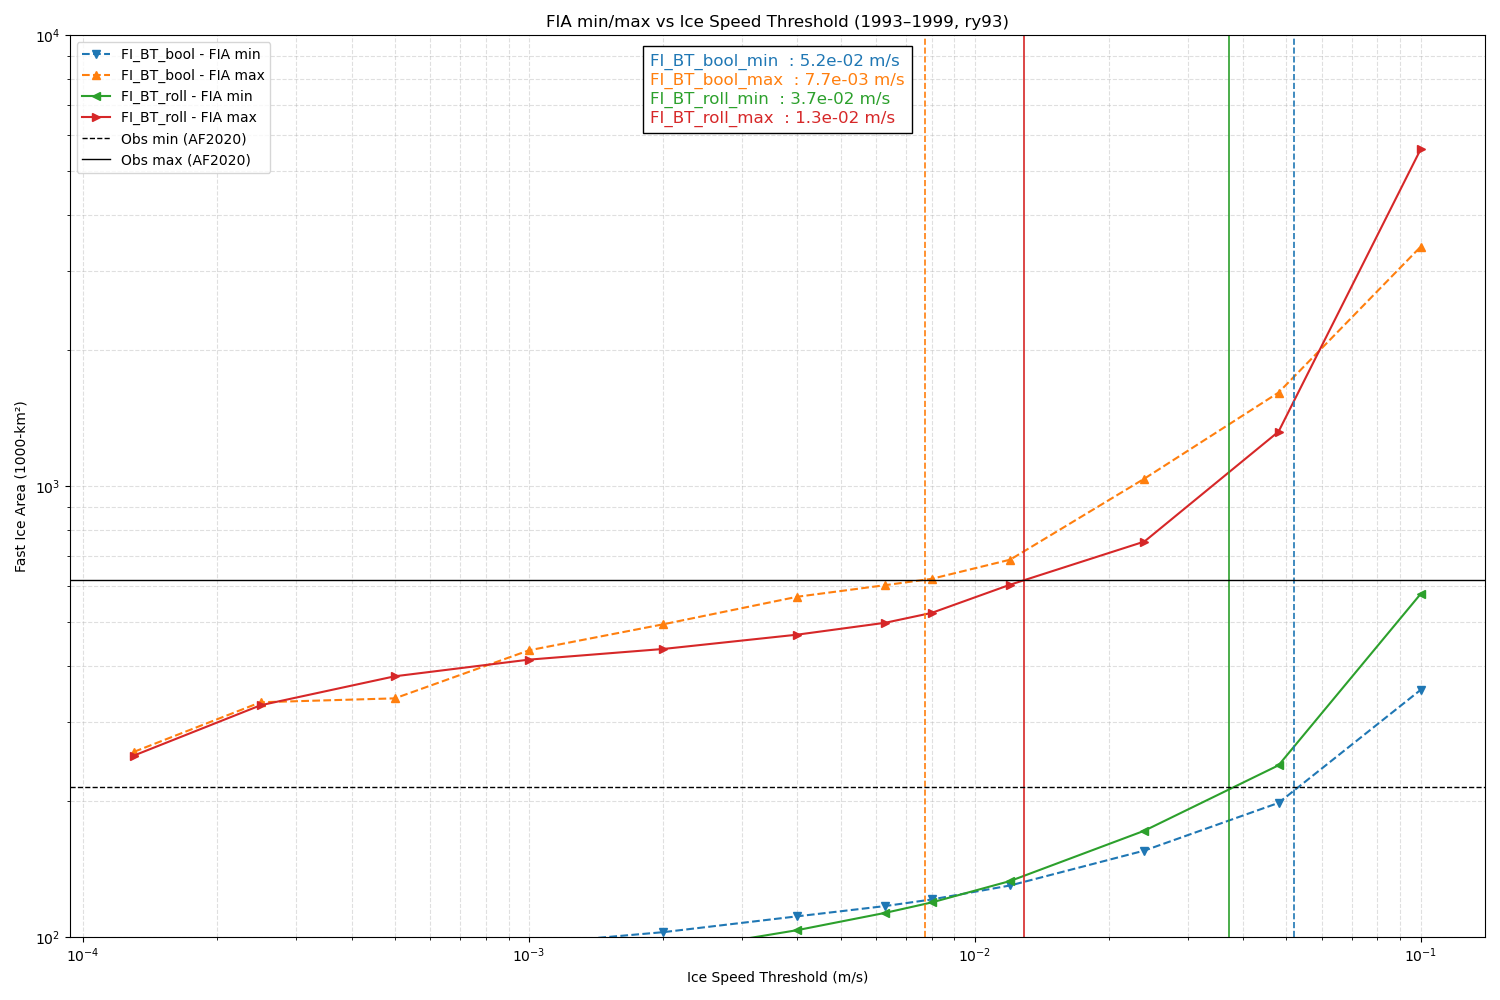 FIA min/max vs Ice Speed Threshold (1993–1999, ry93)
FI_BT_bool - FIA min
FI_BT_bool - FIA max
FI_BT_roll - FIA min
FI_BT_roll - FIA max
Obs min (AF2020)
Obs max (AF2020)
FI_BT_bool_min : 5.2e-02 m/s
FI_BT_bool_max : 7.7e-03 m/s
FI_BT_roll_min : 3.7e-02 m/s
FI_BT_roll_max : 1.3e-02 m/s
Fast Ice Area (1000-km²)
10⁴
10³
10²
10⁻⁴ 10⁻³ 10⁻² 10⁻¹
Ice Speed Threshold (m/s)